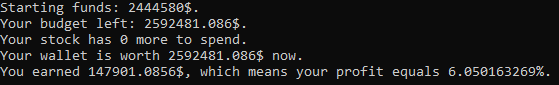 Starting funds: 2444580$.
Your budget left: 2592481.086$.
Your stock has 0 more to spend.
Your wallet is worth 2592481.086$ now.
You earned 147901.0856$, which means your profit equals 6.050163269%.